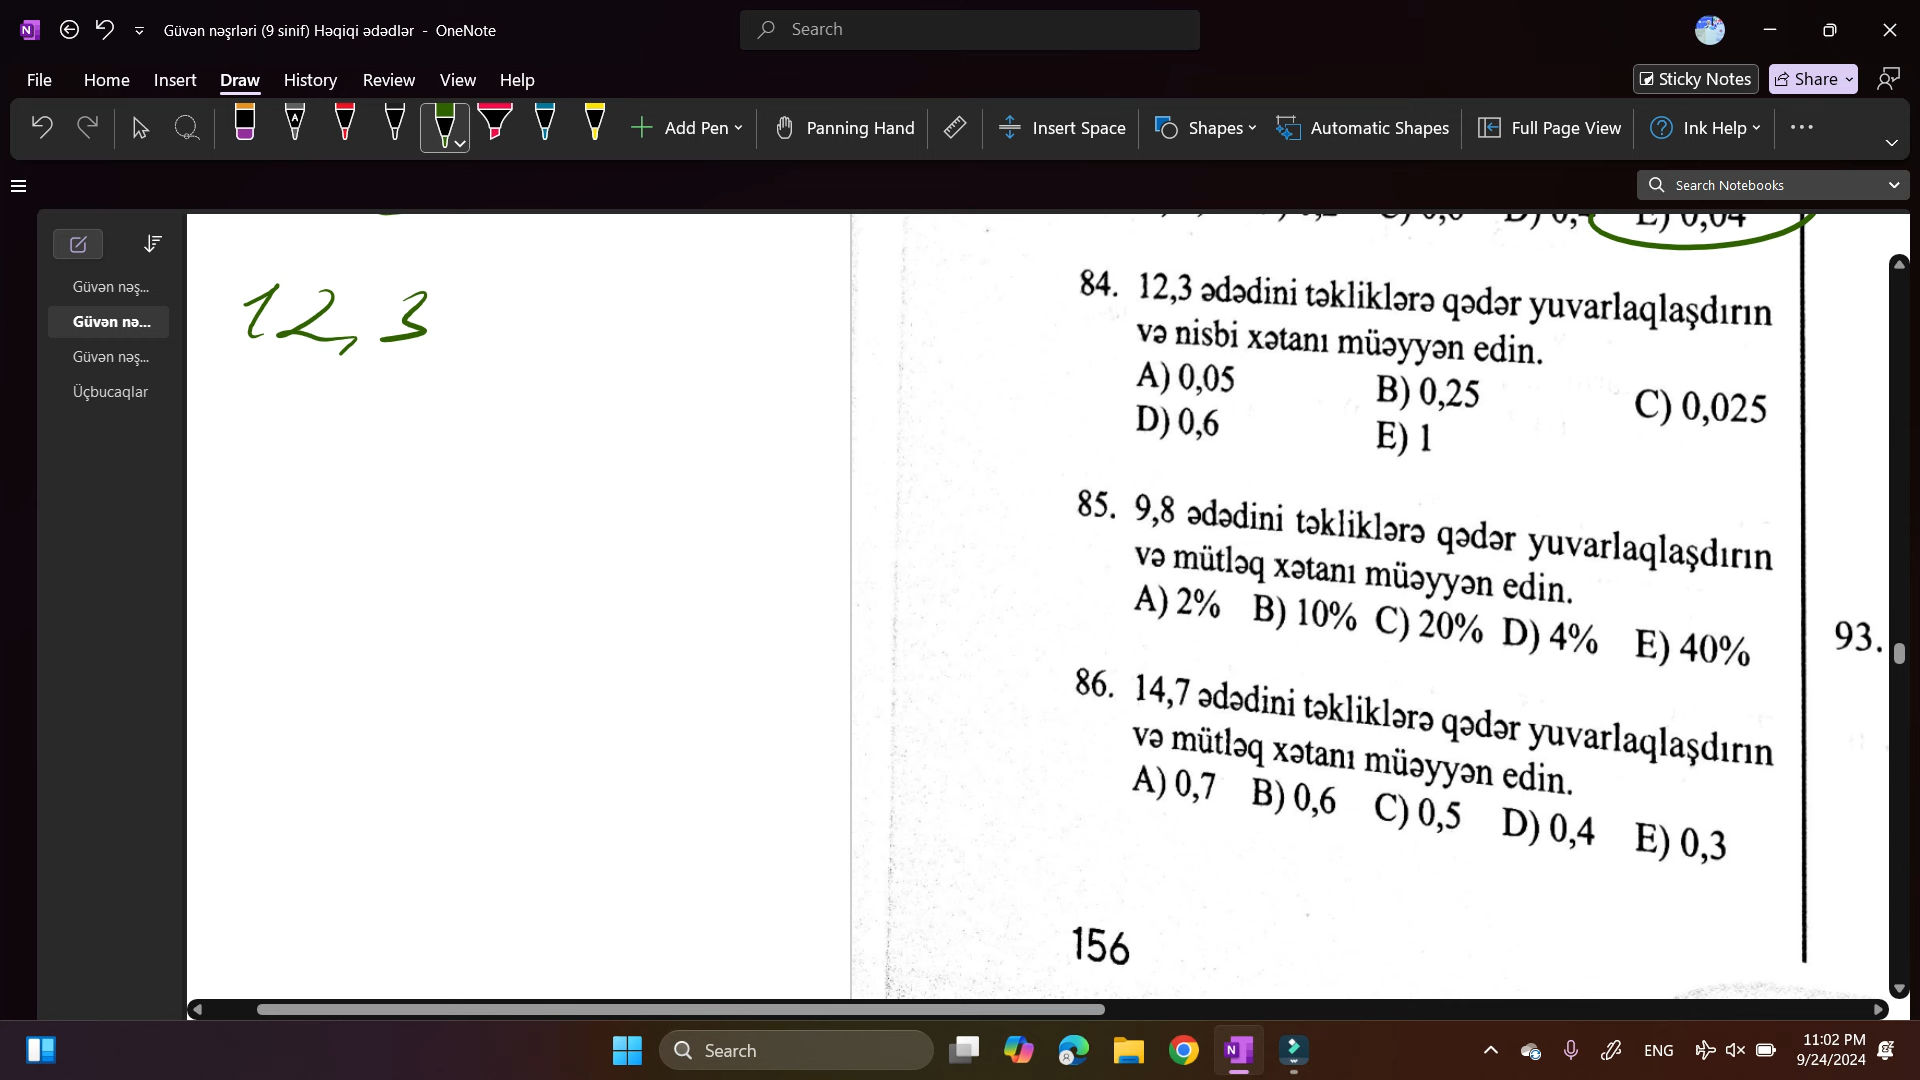 Güvən nəşrləri (9 sinif) Həqiqi ədədlər - OneNote
Search
File Home Insert Draw History Review View Help
Sticky Notes Share
Add Pen Panning Hand Insert Space Shapes Automatic Shapes Full Page View Ink Help
Search Notebooks
Güvən nəş...
Güvən nə...
Güvən nəş...
Üçbucaqlar
12,3
E) 0,04
84. 12,3 ədədini təkliklərə qədər yuvarlaqlaşdırın
və nisbi xətanı müəyyən edin.
A) 0,05 B) 0,25 C) 0,025
D) 0,6 E) 1
85. 9,8 ədədini təkliklərə qədər yuvarlaqlaşdırın
və mütləq xətanı müəyyən edin.
A) 2% B) 10% C) 20% D) 4% E) 40%
86. 14,7 ədədini təkliklərə qədər yuvarlaqlaşdırın
və mütləq xətanı müəyyən edin.
A) 0,7 B) 0,6 C) 0,5 D) 0,4 E) 0,3
156
93.
Search
ENG
11:02 PM
9/24/2024